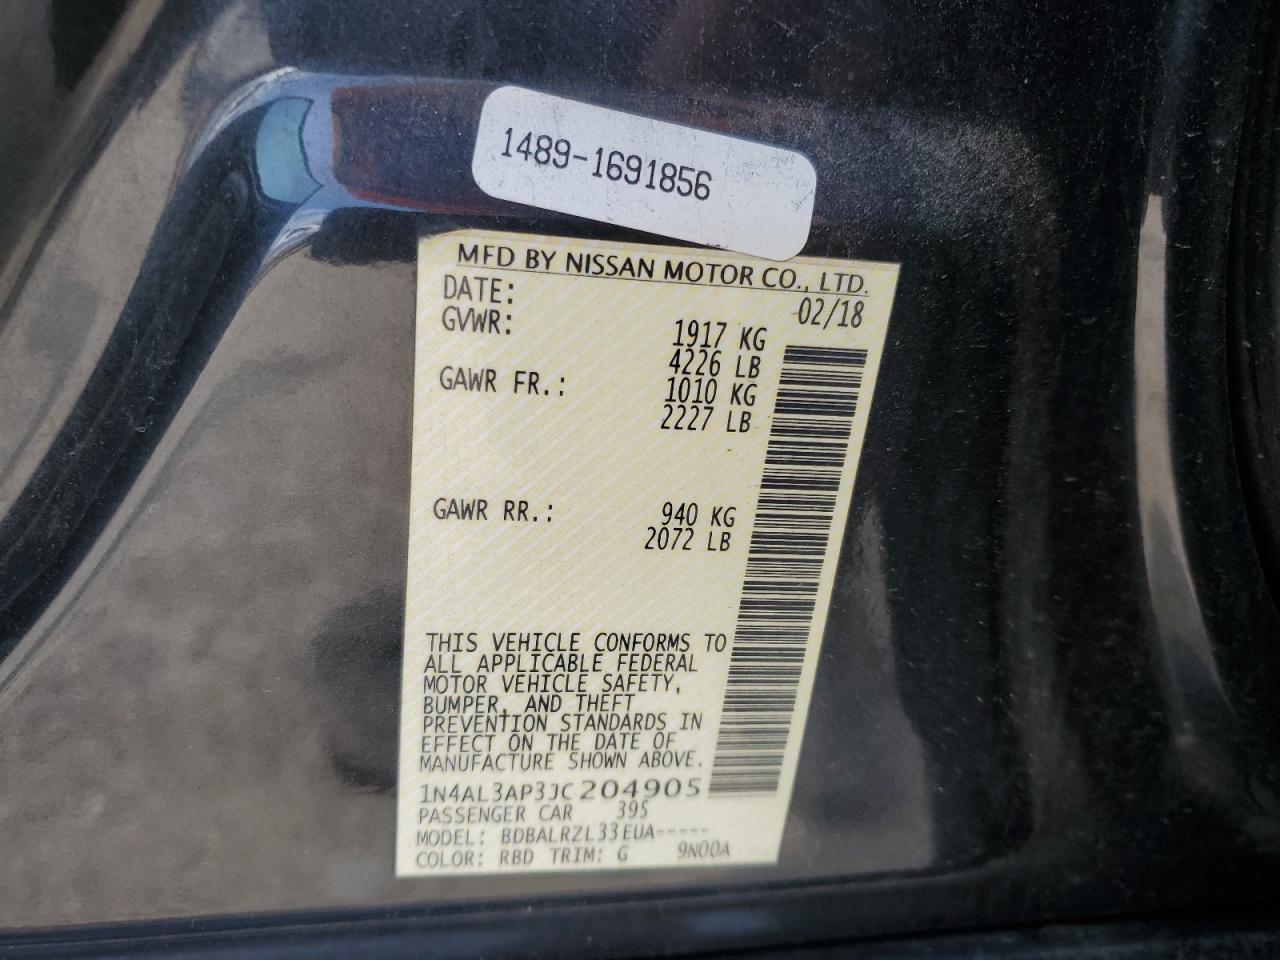 1489-1691856
MFD BY NISSAN MOTOR CO., LTD.
DATE: 02/18
GVWR: 1917 KG
4226 LB
GAWR FR.: 1010 KG
2227 LB
GAWR RR.: 940 KG
2072 LB
THIS VEHICLE CONFORMS TO
ALL APPLICABLE FEDERAL
MOTOR VEHICLE SAFETY,
BUMPER, AND THEFT
PREVENTION STANDARDS IN
EFFECT ON THE DATE OF
MANUFACTURE SHOWN ABOVE.
1N4AL3AP3JC204905
PASSENGER CAR 395
MODEL: BDBALRZL33EUA-----
COLOR: RBD TRIM: G 9N00A